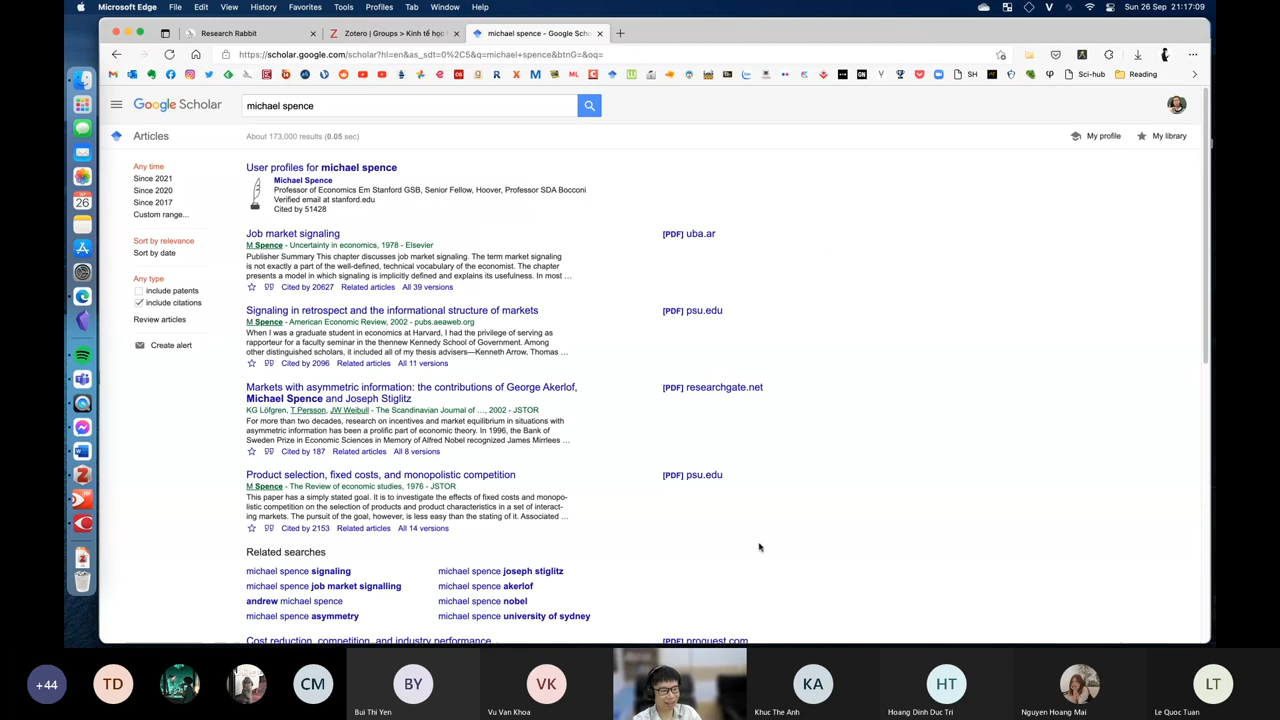 Microsoft Edge File Edit View History Favorites Tools Profiles Tab Window Help
Sun 26 Sep 21:17:09
Research Rabbit
Zotero | Groups > Kinh tế học
michael spence - Google Scho
https://scholar.google.com/scholar?hl=en&as_sdt=0%2C5&q=michael+spence&btnG=&oq=
SH
Sci-hub
Reading
Google Scholar
michael spence
Articles
About 173,000 results (0.05 sec)
My profile
My library
Any time
Since 2021
Since 2020
Since 2017
Custom range...
Sort by relevance
Sort by date
Any type
include patents
include citations
Review articles
Create alert
User profiles for michael spence
Michael Spence
Professor of Economics Em Stanford GSB, Senior Fellow, Hoover, Professor SDA Bocconi
Verified email at stanford.edu
Cited by 51428
Job market signaling
[PDF] uba.ar
M Spence - Uncertainty in economics, 1978 - Elsevier
Publisher Summary This chapter discusses job market signaling. The term market signaling
is not exactly a part of the well-defined, technical vocabulary of the economist. The chapter
presents a model in which signaling is implicitly defined and explains its usefulness. In most ...
Cited by 20627 Related articles All 39 versions
Signaling in retrospect and the informational structure of markets
[PDF] psu.edu
M Spence - American Economic Review, 2002 - pubs.aeaweb.org
When I was a graduate student in economics at Harvard, I had the privilege of serving as
rapporteur for a faculty seminar in the thennew Kennedy School of Government. Among
other distinguished scholars, it included all of my thesis advisers—Kenneth Arrow, Thomas ...
Cited by 2096 Related articles All 11 versions
Markets with asymmetric information: the contributions of George Akerlof,
Michael Spence and Joseph Stiglitz
[PDF] researchgate.net
KG Löfgren, T Persson, JW Weibull - The Scandinavian Journal of ..., 2002 - JSTOR
For more than two decades, research on incentives and market equilibrium in situations with
asymmetric information has been a prolific part of economic theory. In 1996, the Bank of
Sweden Prize in Economic Sciences in Memory of Alfred Nobel recognized James Mirrlees ...
Cited by 187 Related articles All 8 versions
Product selection, fixed costs, and monopolistic competition
[PDF] psu.edu
M Spence - The Review of economic studies, 1976 - JSTOR
This paper has a simply stated goal. It is to investigate the effects of fixed costs and monopo-
listic competition on the selection of products and product characteristics in a set of interact-
ing markets. The pursuit of the goal, however, is less easy than the stating of it. Associated ...
Cited by 2153 Related articles All 14 versions
Related searches
michael spence signaling
michael spence joseph stiglitz
michael spence job market signalling
michael spence akerlof
andrew michael spence
michael spence nobel
michael spence asymmetry
michael spence university of sydney
Cost reduction, competition, and industry performance
[PDF] proquest.com
+44
TD
CM
BY
VK
KA
HT
LT
Bui Thi Yen
Vu Van Khoa
Khuc The Anh
Hoang Dinh Duc Tri
Nguyen Hoang Mai
Le Quoc Tuan